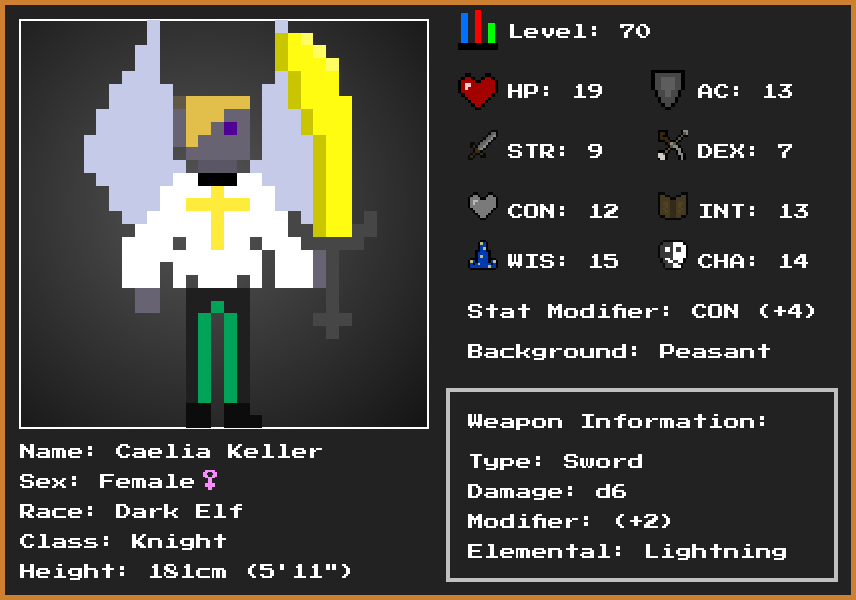 Level: 70
HP: 19
AC: 13
STR: 9
DEX: 7
CON: 12
INT: 13
WIS: 15
CHA: 14
Stat Modifier: CON (+4)
Background: Peasant
Weapon Information:
Type: Sword
Damage: d6
Modifier: (+2)
Elemental: Lightning
Name: Caelia Keller
Sex: Female♀
Race: Dark Elf
Class: Knight
Height: 181cm (5'11")